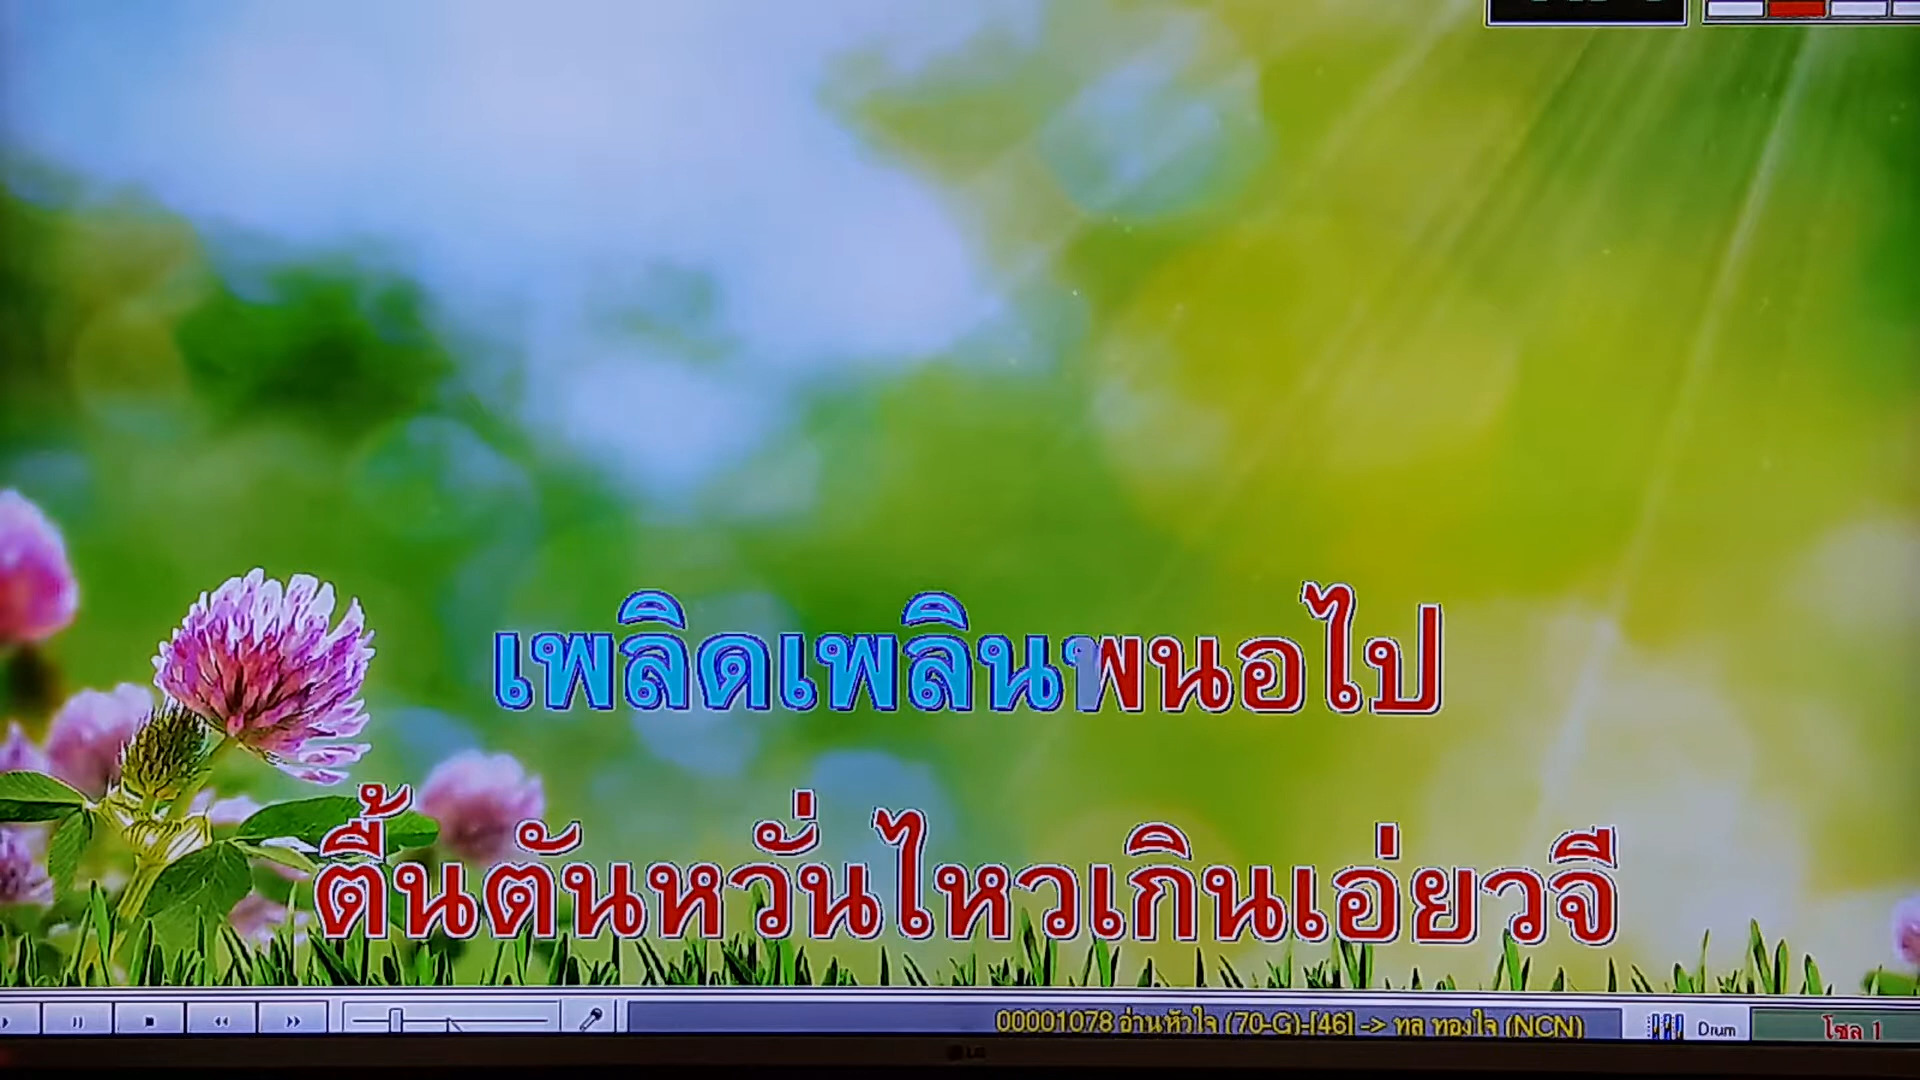 เพลิดเพลินพนอไป
ตื้นตันหวั่นไหวเกินเอ่ยวจี
00001078 อ่านหัวใจ (70-G)-[46] -> ทูล ทองใจ (NCN)
Drum
โซล 1
LG